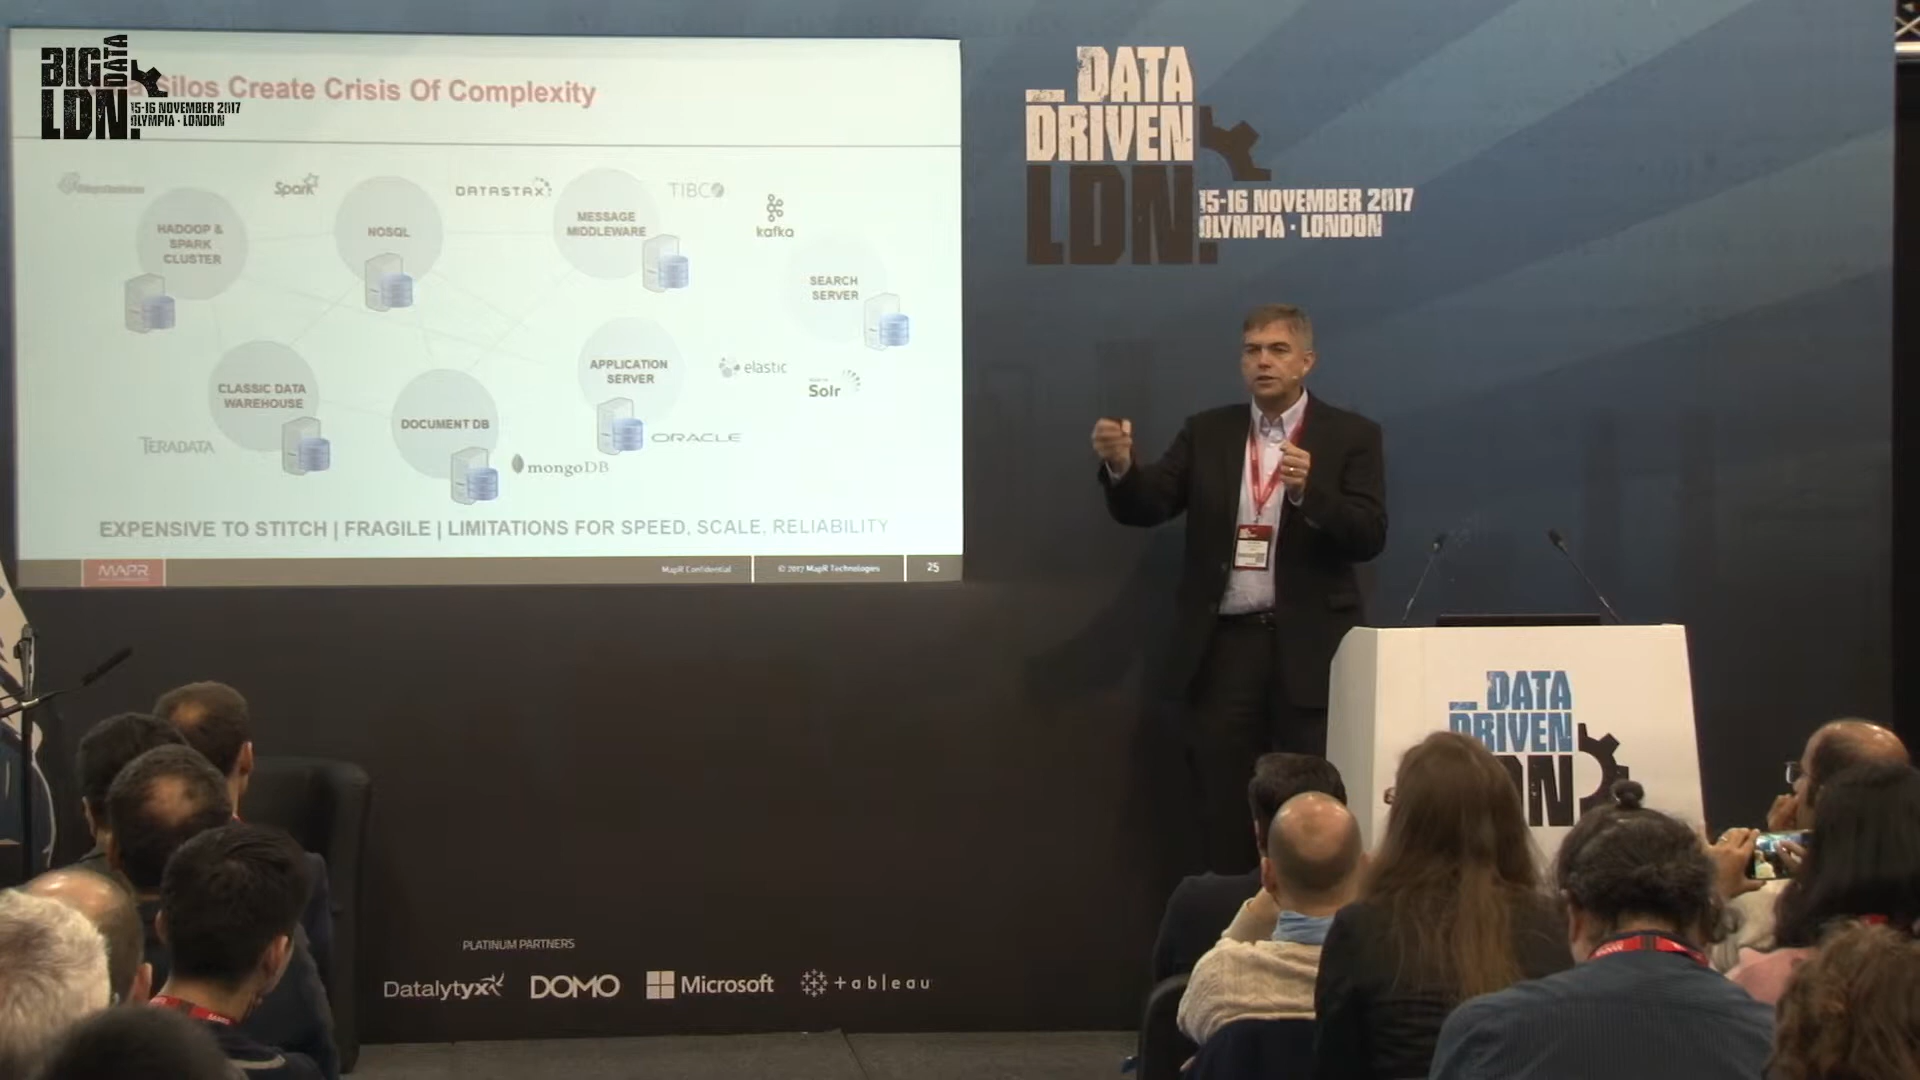 BIG DATA
LDN.
15-16 NOVEMBER 2017
OLYMPIA · LONDON
Silos Create Crisis Of Complexity
Spark
DATASTAX
TIBCO
kafka
HADOOP &
SPARK
CLUSTER
NOSQL
MESSAGE
MIDDLEWARE
SEARCH
SERVER
CLASSIC DATA
WAREHOUSE
DOCUMENT DB
APPLICATION
SERVER
elastic
Solr
TERADATA
mongoDB
ORACLE
EXPENSIVE TO STITCH | FRAGILE | LIMITATIONS FOR SPEED, SCALE, RELIABILITY
MAPR
MapR Confidential
© 2017 MapR Technologies
25
DATA
DRIVEN
LDN.
15-16 NOVEMBER 2017
OLYMPIA · LONDON
DATA
DRIVEN
LDN
PLATINUM PARTNERS
Datalytyx
DOMO
Microsoft
+ableau